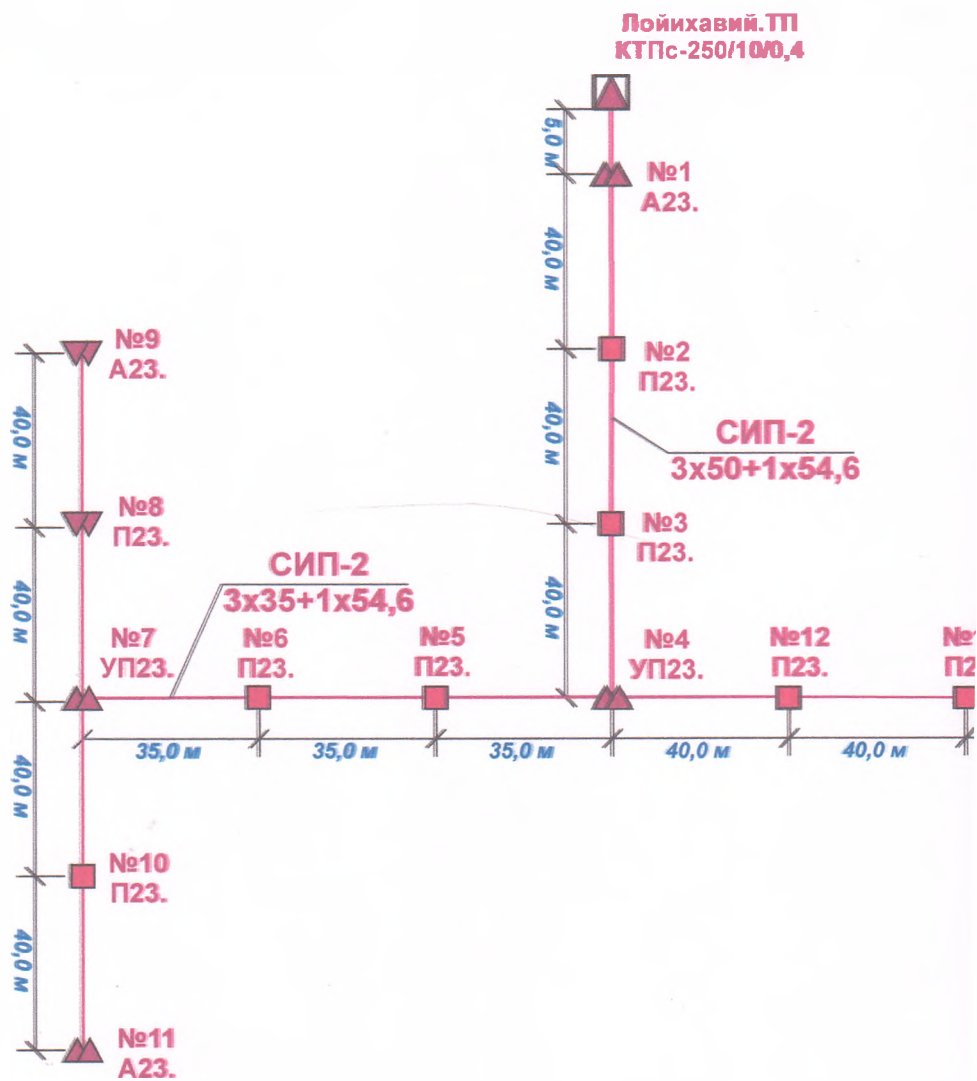 Лойихавий.ТП
КТПс-250/10/0,4
5,0 м
№1
А23.
40,0 м
№9
А23.
№2
П23.
40,0 м
40,0 м
СИП-2
3х50+1х54,6
№8
П23.
№3
П23.
СИП-2
3х35+1х54,6
40,0 м
40,0 м
№7
УП23.
№6
П23.
№5
П23.
№4
УП23.
№12
П23.
35,0 м
35,0 м
35,0 м
40,0 м
40,0 м
40,0 м
№10
П23.
40,0 м
№11
А23.